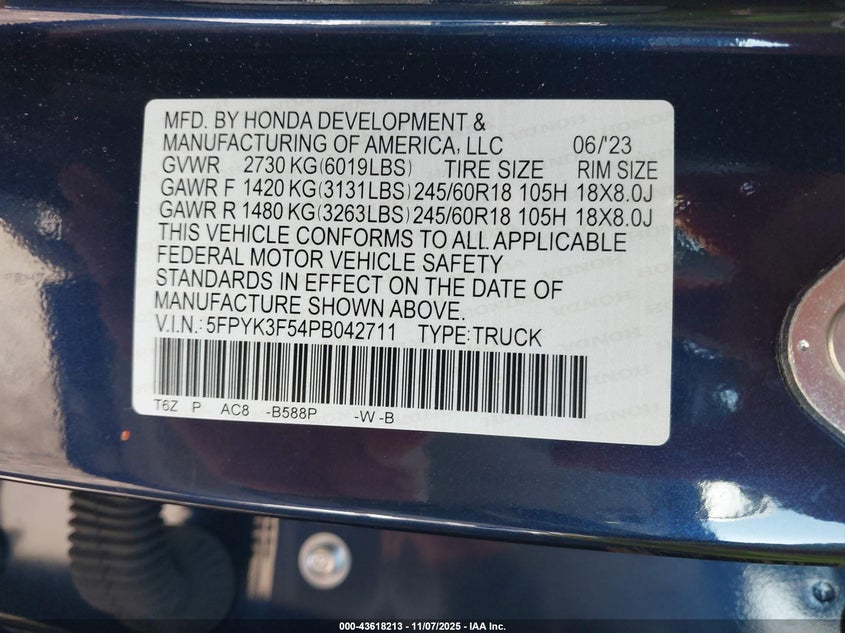 MFD. BY HONDA DEVELOPMENT &
MANUFACTURING OF AMERICA, LLC 06/'23
GVWR 2730 KG(6019LBS) TIRE SIZE RIM SIZE
GAWR F 1420 KG(3131LBS) 245/60R18 105H 18X8.0J
GAWR R 1480 KG(3263LBS) 245/60R18 105H 18X8.0J
THIS VEHICLE CONFORMS TO ALL APPLICABLE
FEDERAL MOTOR VEHICLE SAFETY
STANDARDS IN EFFECT ON THE DATE OF
MANUFACTURE SHOWN ABOVE.
V.I.N.: 5FPYK3F54PB042711 TYPE:TRUCK
T6Z P AC8 -B588P -W -B
000-43618213 - 11/07/2025 - IAA Inc.